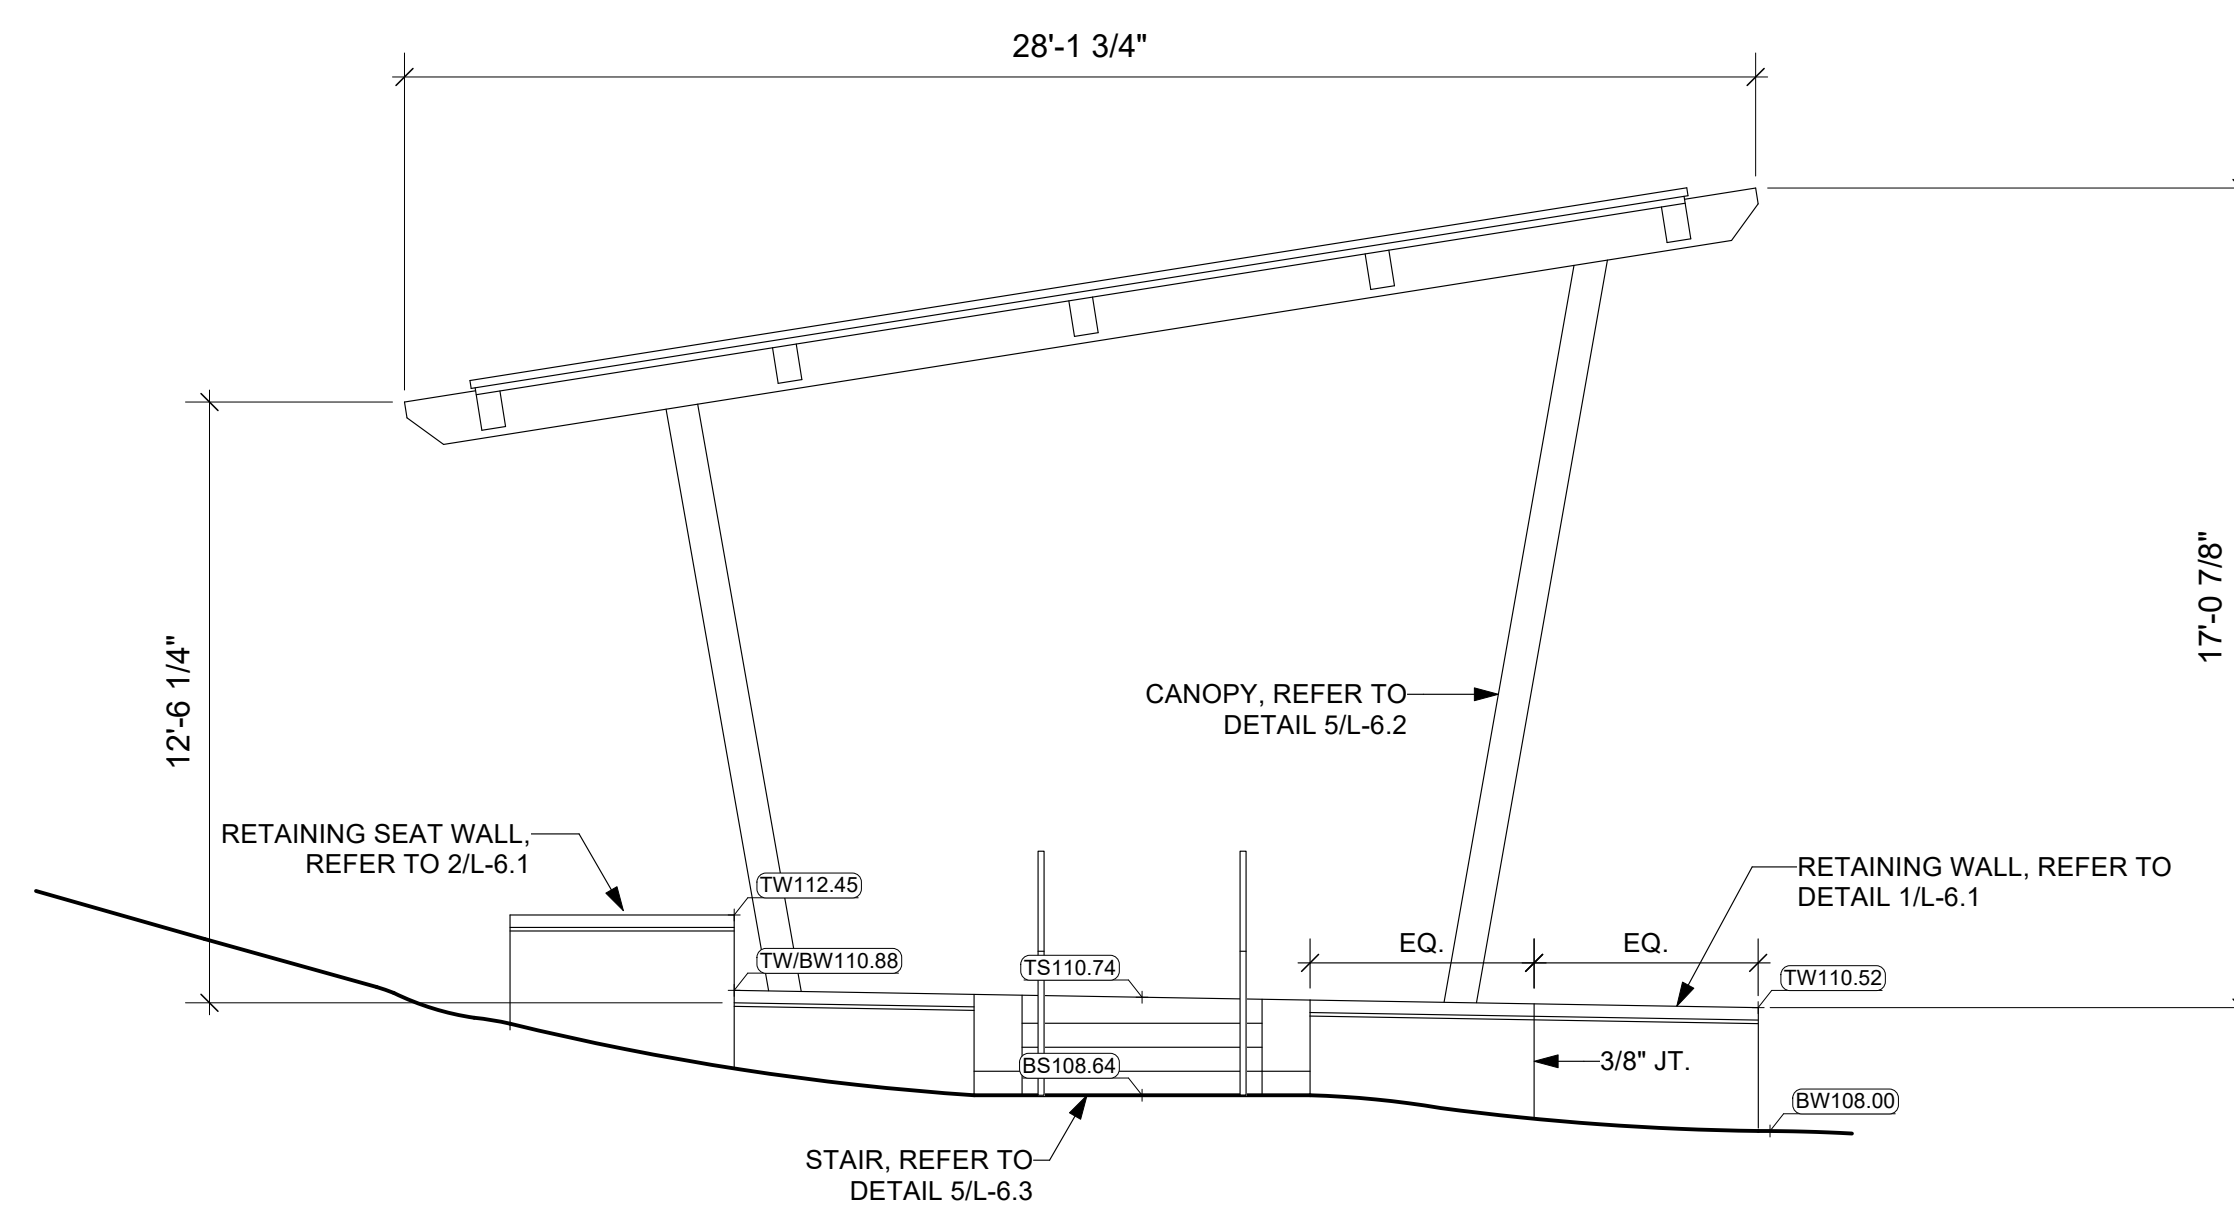 28'-1 3/4"
17'-0 7/8"
12'-6 1/4"
CANOPY, REFER TO
DETAIL 5/L-6.2
RETAINING SEAT WALL,
REFER TO 2/L-6.1
TW112.45
RETAINING WALL, REFER TO
DETAIL 1/L-6.1
TW/BW110.88
TS110.74
EQ.
EQ.
TW110.52
BS108.64
3/8" JT.
BW108.00
STAIR, REFER TO
DETAIL 5/L-6.3